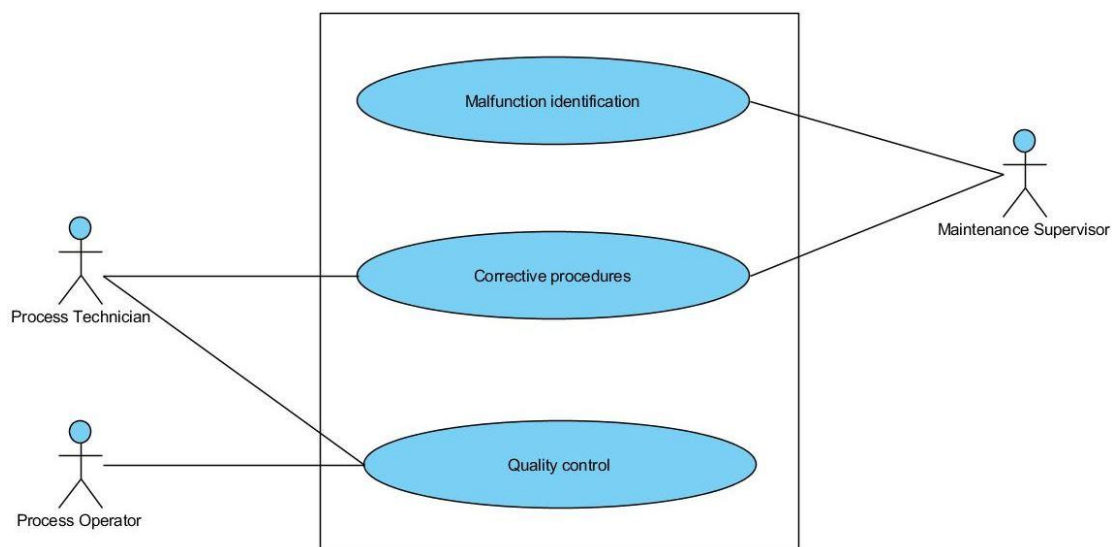 Malfunction identification
Maintenance Supervisor
Corrective procedures
Process Technician
Quality control
Process Operator